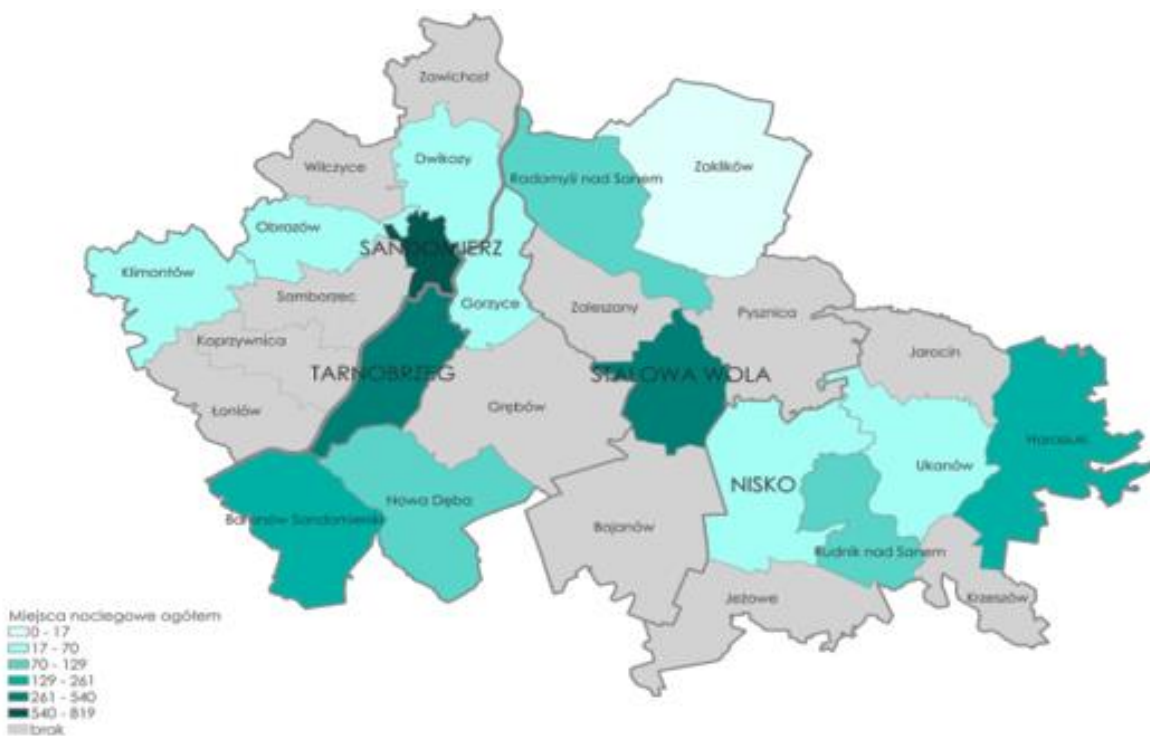 Zawichost
Wilczyce
Dwikozy
Radomyśl nad Sanem
Zaklików
Obrazów
SANDOMIERZ
Klimontów
Samborzec
Gorzyce
Zaleszany
Pysznica
Koprzywnica
Jarocin
TARNOBRZEG
STALOWA WOLA
Łoniów
Grębów
Harasiuki
Ulanów
NISKO
Nowa Dęba
Baranów Sandomierski
Bojanów
Rudnik nad Sanem
Jeżowe
Krzeszów
Miejsca noclegowe ogółem
0 - 17
17 - 70
70 - 129
129 - 261
261 - 540
540 - 819
brak